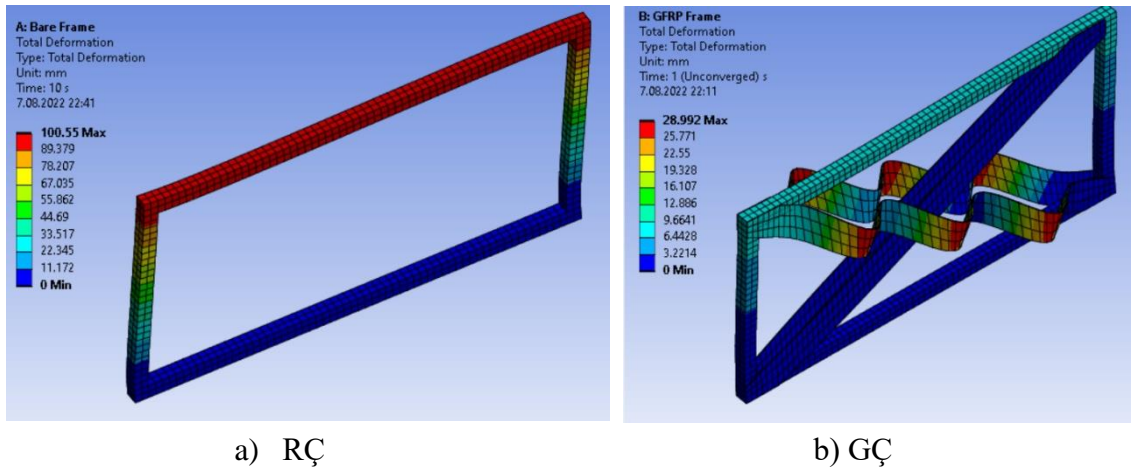 A: Bare Frame
Total Deformation
Type: Total Deformation
Unit: mm
Time: 10 s
7.08.2022 22:41
100.55 Max
89.379
78.207
67.035
55.862
44.69
33.517
22.345
11.172
0 Min
B: GFRP Frame
Total Deformation
Type: Total Deformation
Unit: mm
Time: 1 (Unconverged) s
7.08.2022 22:11
28.992 Max
25.771
22.55
19.328
16.107
12.886
9.6641
6.4428
3.2214
0 Min
a) RÇ
b) GÇ